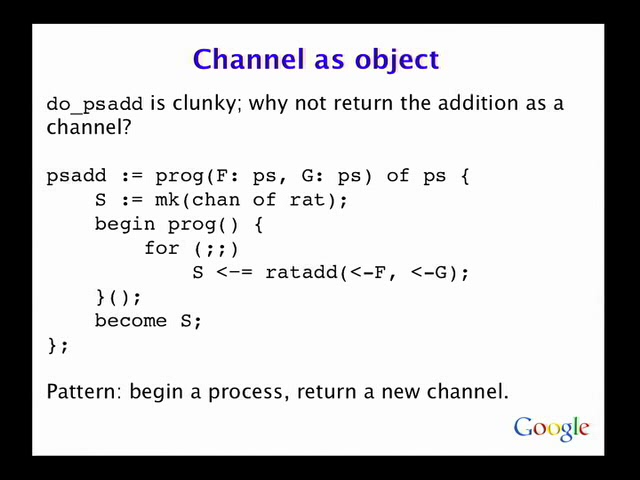 Channel as object
do_psadd is clunky; why not return the addition as a
channel?
psadd := prog(F: ps, G: ps) of ps {
    S := mk(chan of rat);
    begin prog() {
        for (;;)
            S <-= ratadd(<-F, <-G);
    }();
    become S;
};
Pattern: begin a process, return a new channel.
Google